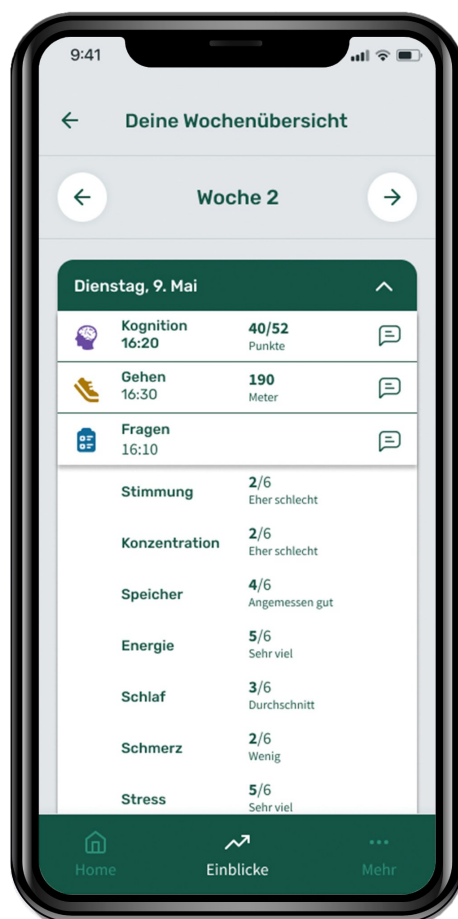 9:41
Deine Wochenübersicht
Woche 2
Dienstag, 9. Mai
Kognition 40/52
16:20 Punkte
Gehen 190
16:30 Meter
Fragen
16:10
Stimmung 2/6
Eher schlecht
Konzentration 2/6
Eher schlecht
Speicher 4/6
Angemessen gut
Energie 5/6
Sehr viel
Schlaf 3/6
Durchschnitt
Schmerz 2/6
Wenig
Stress 5/6
Sehr viel
Home Einblicke Mehr